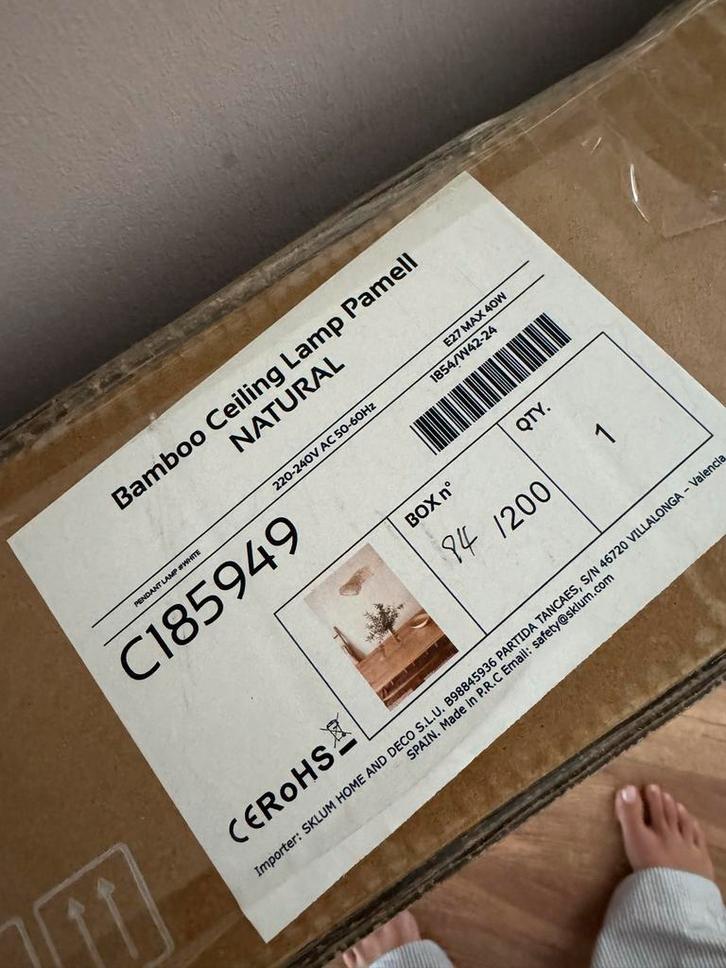 Bamboo Ceiling Lamp Pamell
NATURAL
220-240V AC 50-60Hz
E27 MAX 40W
1854/W42-24
PENDANT LAMP #WHITE
C185949
BOX nº
84 /200
QTY.
1
CE RoHS
Importer: SKLUM HOME AND DECO S.L.U. B98845936 PARTIDA TANCAES, S/N 46720 VILLALONGA - Valencia
SPAIN. Made in P.R.C Email: safety@sklum.com